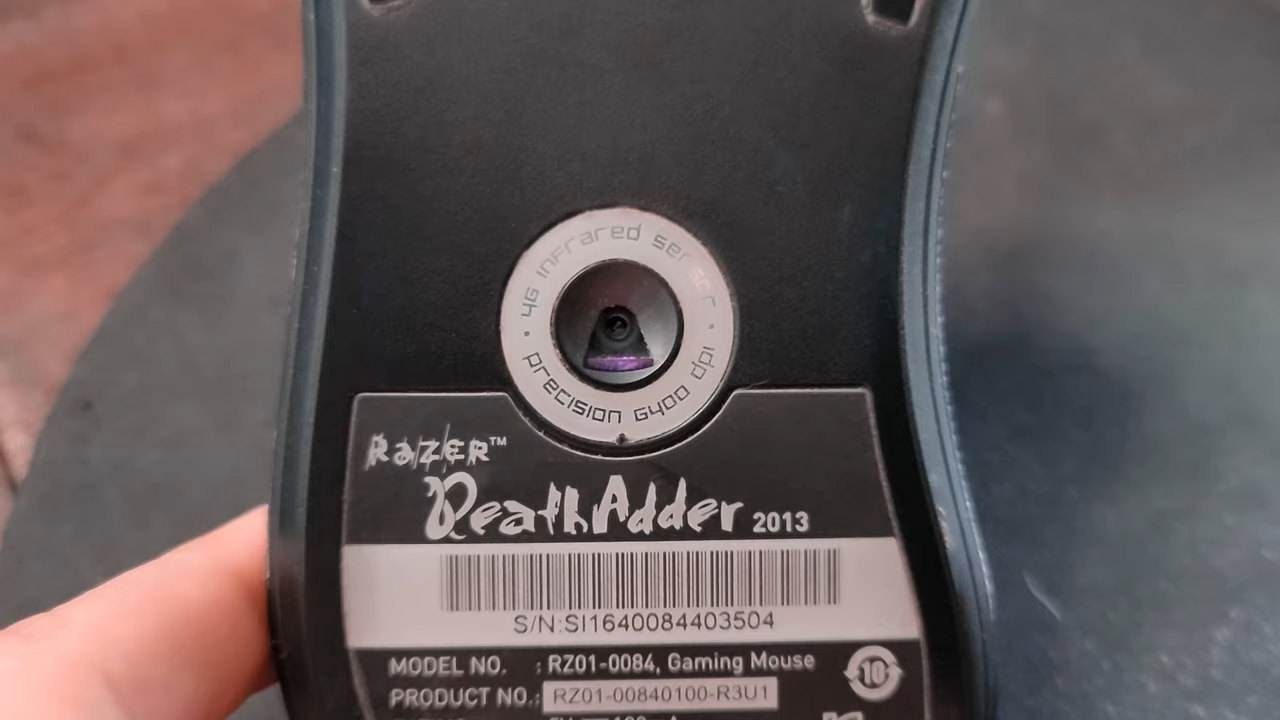 4G infrared
precision 6400 dpi
RAZER™
DeathAdder 2013
S/N:SI1640084403504
MODEL NO. : RZ01-0084, Gaming Mouse
PRODUCT NO.: RZ01-00840100-R3U1
10